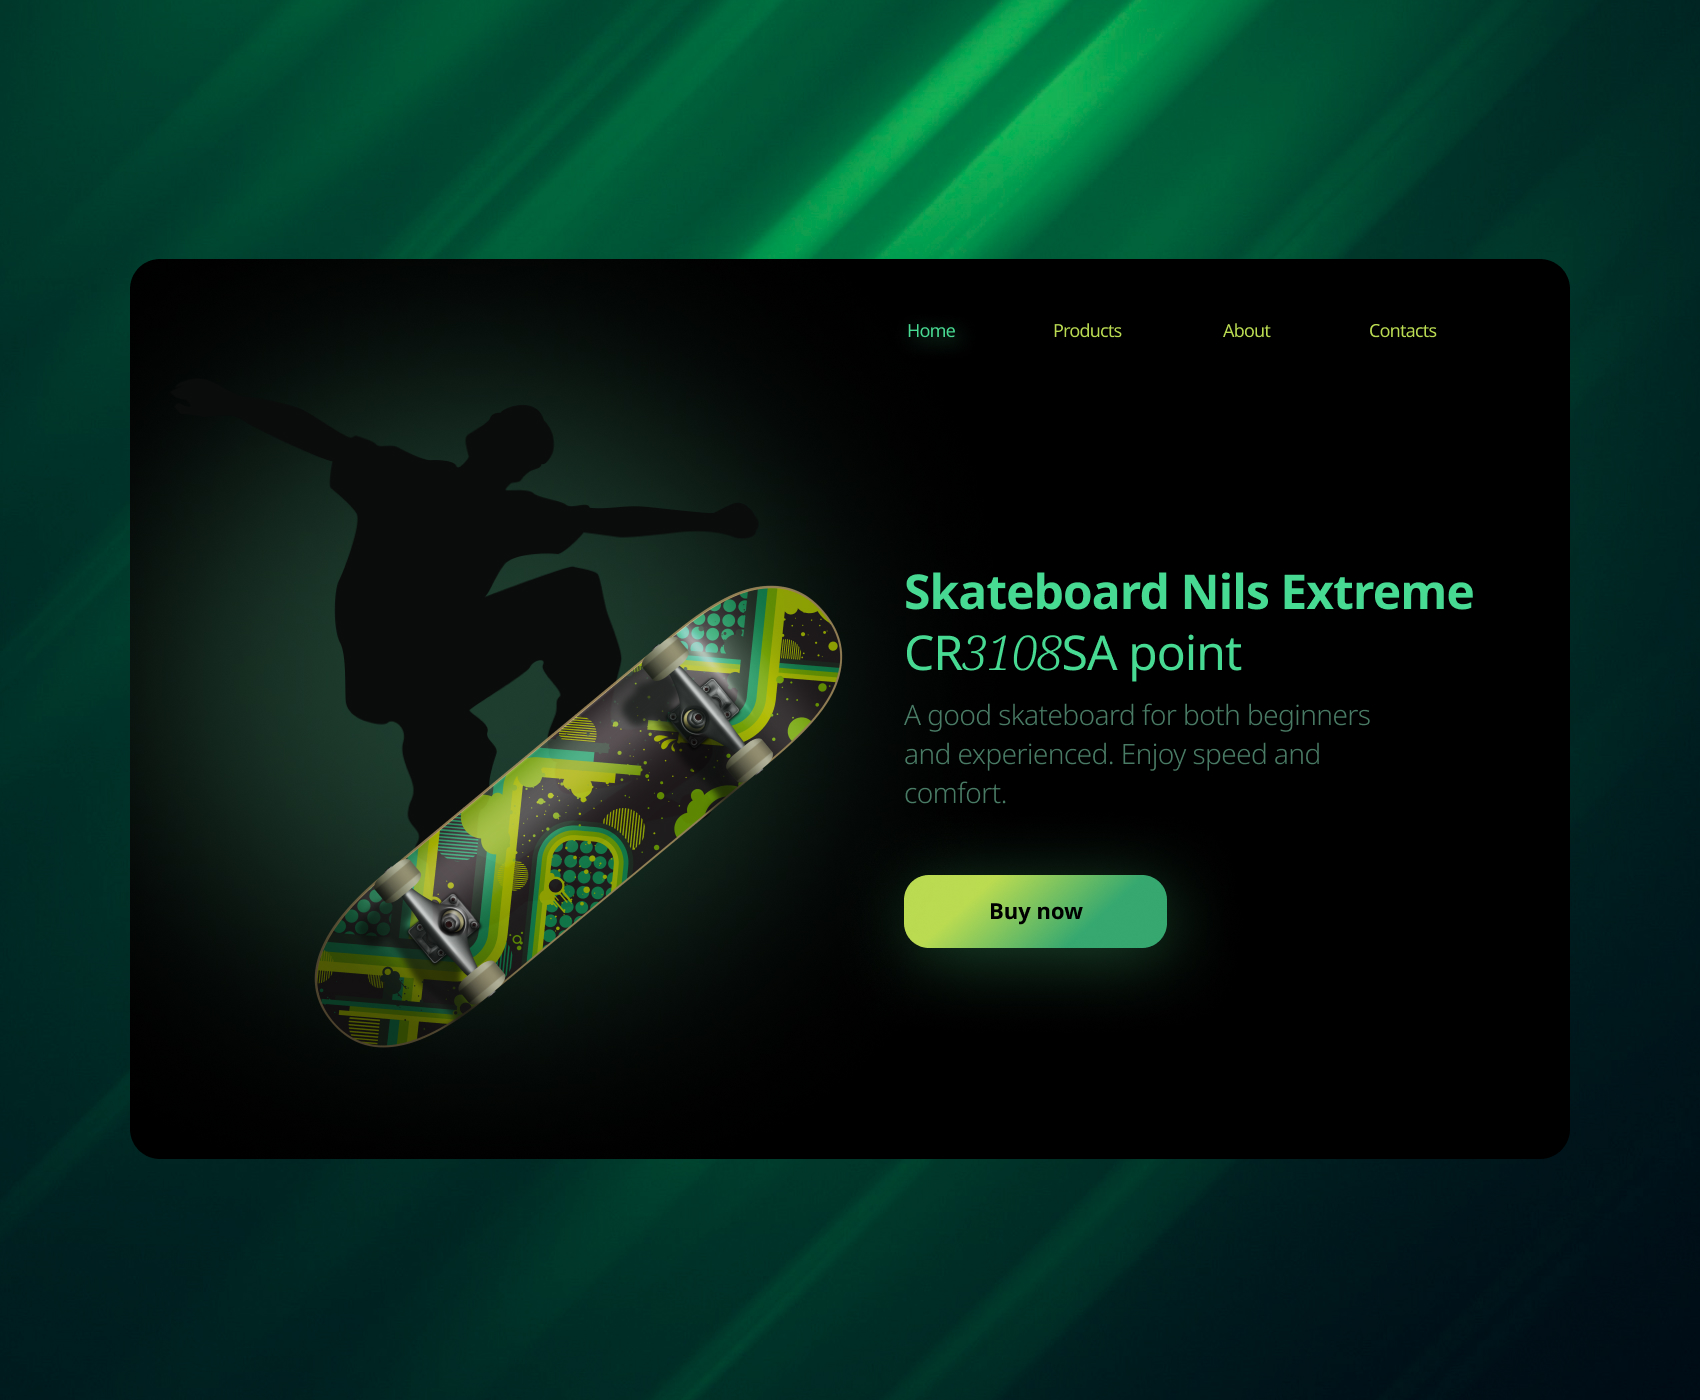 Home Products About Contacts
Skateboard Nils Extreme
CR3108SA point
A good skateboard for both beginners
and experienced. Enjoy speed and
comfort.
Buy now